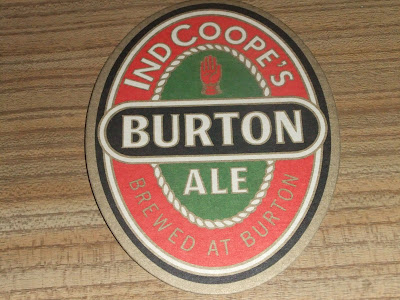 IND COOPE'S
BURTON
ALE
BREWED AT BURTON